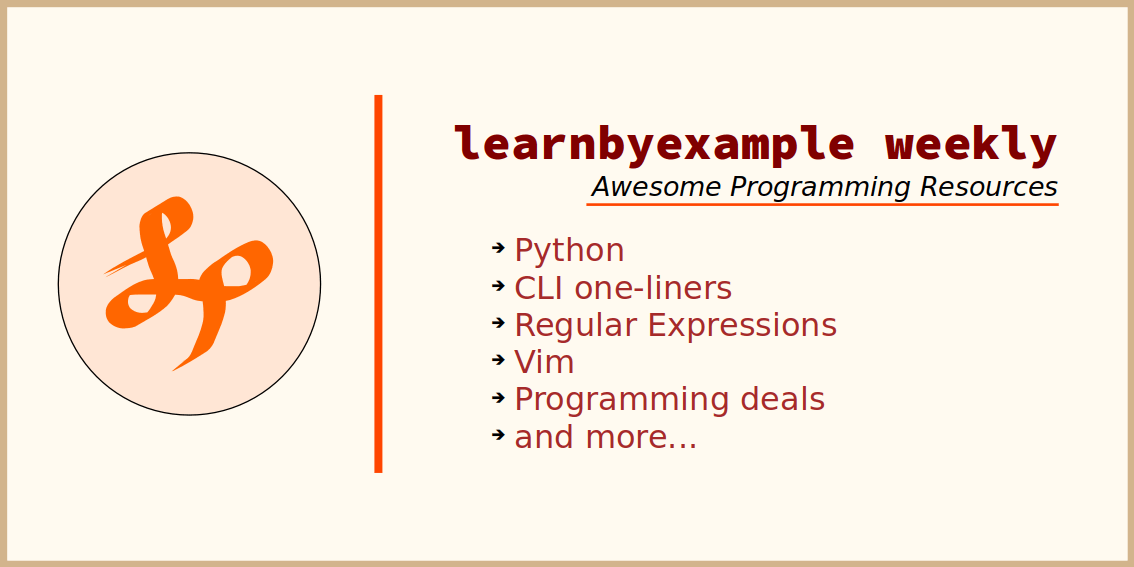 learnbyexample weekly
Awesome Programming Resources
➔ Python
➔ CLI one-liners
➔ Regular Expressions
➔ Vim
➔ Programming deals
➔ and more...